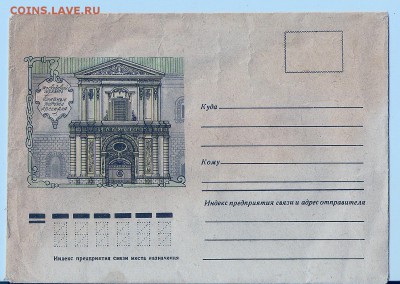 COINS.LAVE.RU
Куда
Кому
Индекс предприятия связи и адрес отправителя
Индекс предприятия связи места назначения